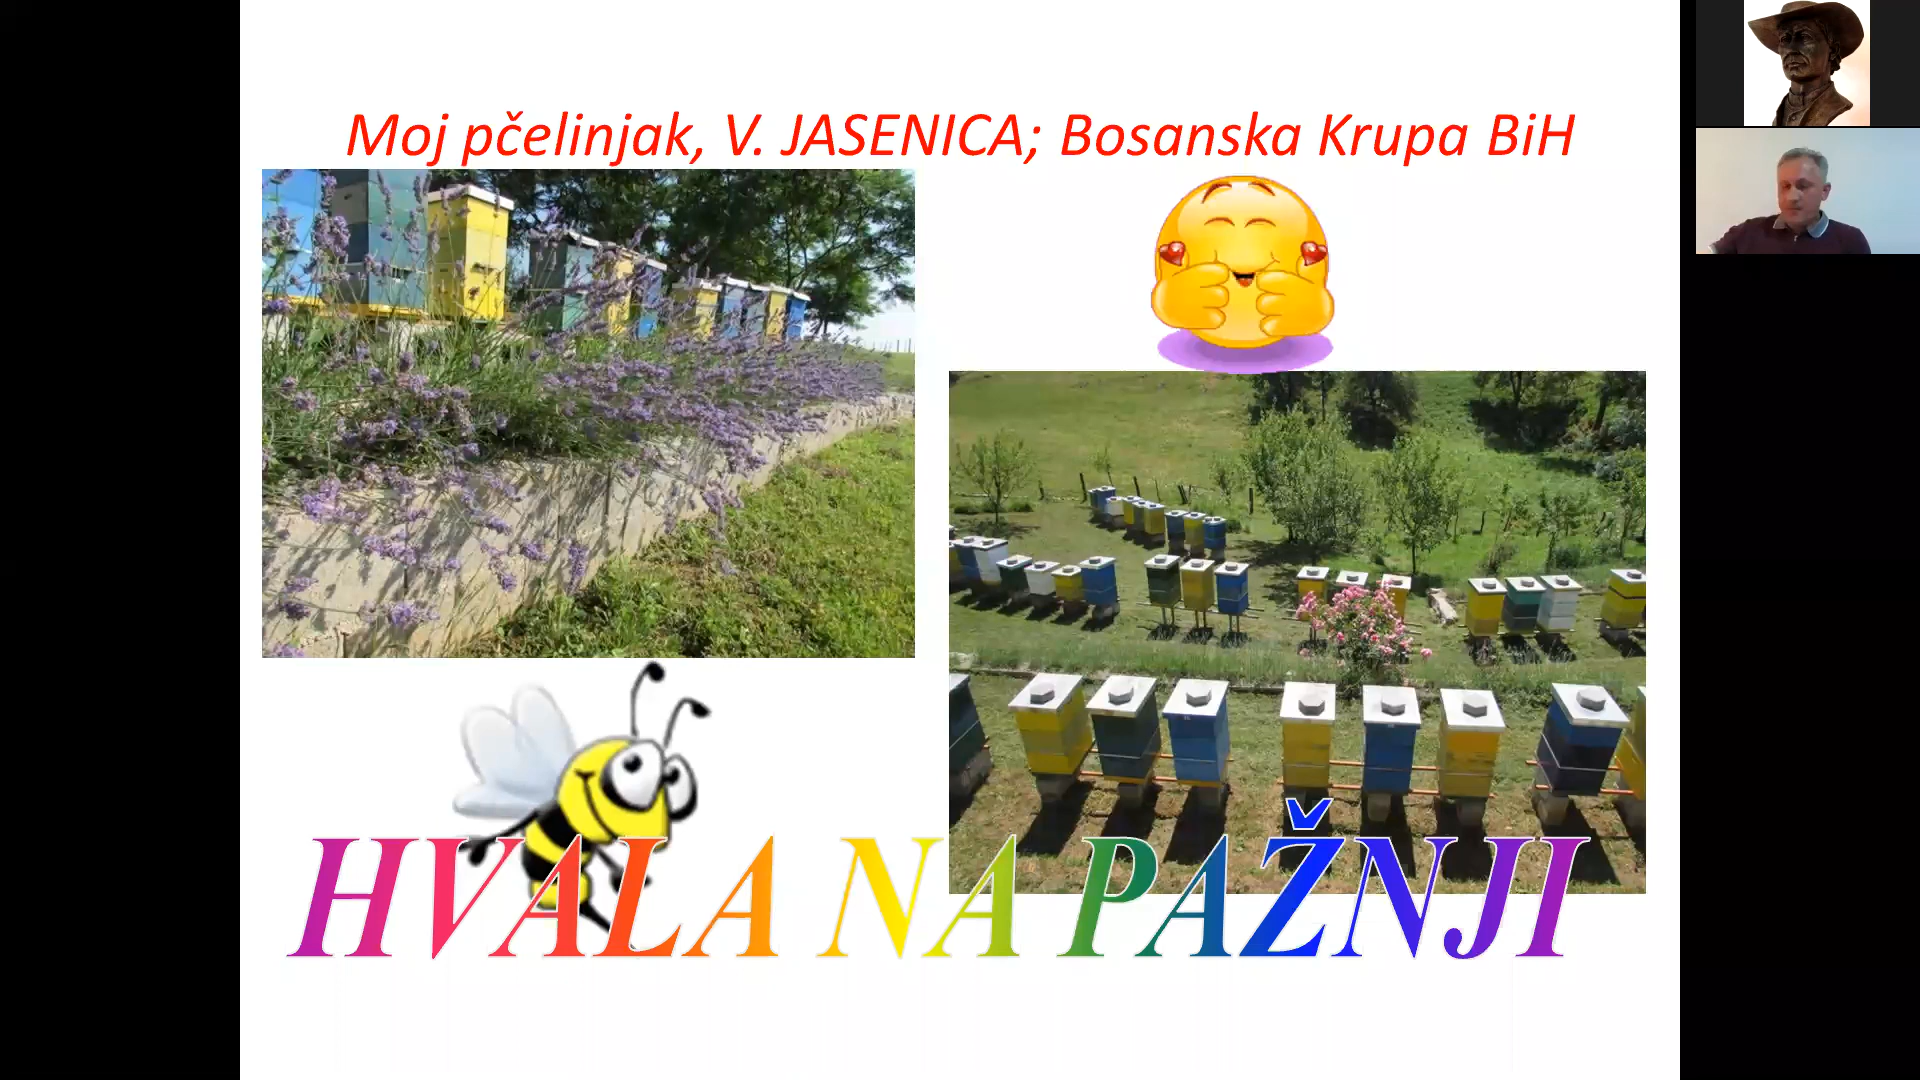 Moj pčelinjak, V. JASENICA; Bosanska Krupa BiH
HVALA NA PAŽNJI